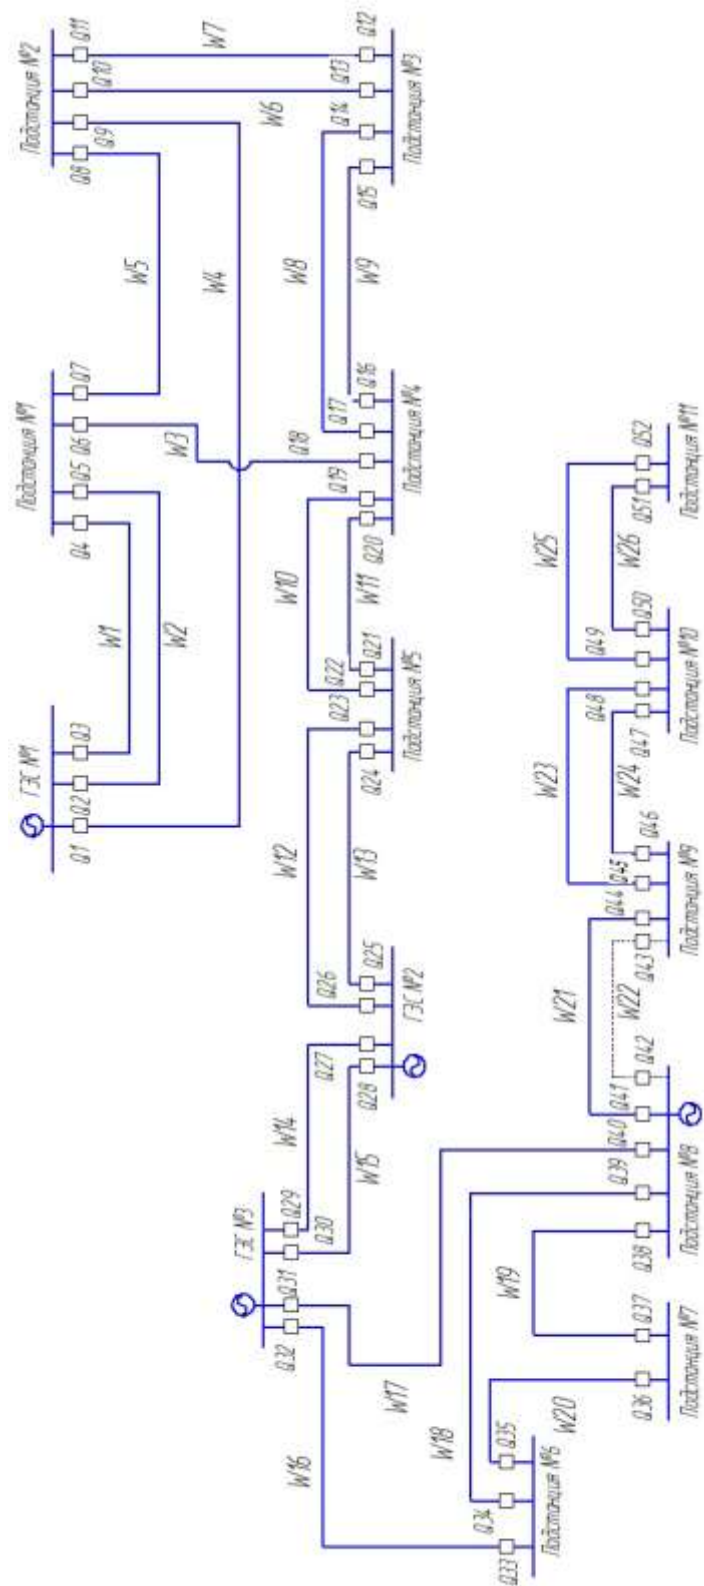 Подстанция №2
Q8
Q9
Q10
Q11
W7
Q12
Q13
Q14
Q15
Подстанция №3
W6
W5
W4
W8
W9
Подстанция №1
Q4
Q5
Q6
Q7
W3
Q16
Q17
Q18
Q19
Q20
Подстанция №4
W1
W2
W10
W11
ГЭС №1
Q1
Q2
Q3
Q21
Q22
Q23
Q24
Подстанция №5
W12
W13
Q25
Q26
Q27
Q28
ГЭС №2
W14
W15
ГЭС №3
Q29
Q30
Q31
Q32
W16
W17
W18
Q33
Q34
Q35
Подстанция №6
W20
Q36
Q37
Подстанция №7
W19
Q38
Q39
Q40
Q41
Q42
Подстанция №8
W21
W22
Q43
Q44
Q45
Q46
Подстанция №9
W23
W24
Q47
Q48
Q49
Q50
Подстанция №10
W25
W26
Q51
Q52
Подстанция №11